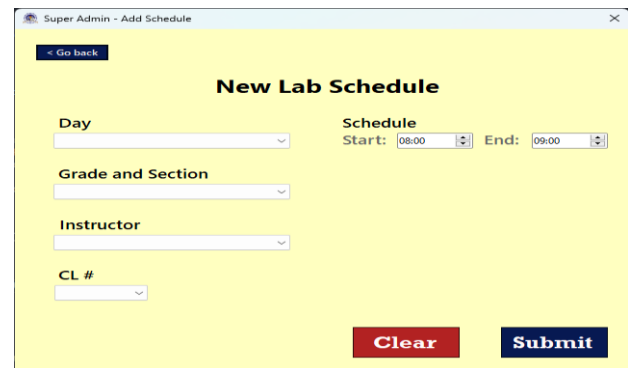 Super Admin - Add Schedule
< Go back
New Lab Schedule
Day
Schedule
Start: 08:00 End: 09:00
Grade and Section
Instructor
CL #
Clear
Submit